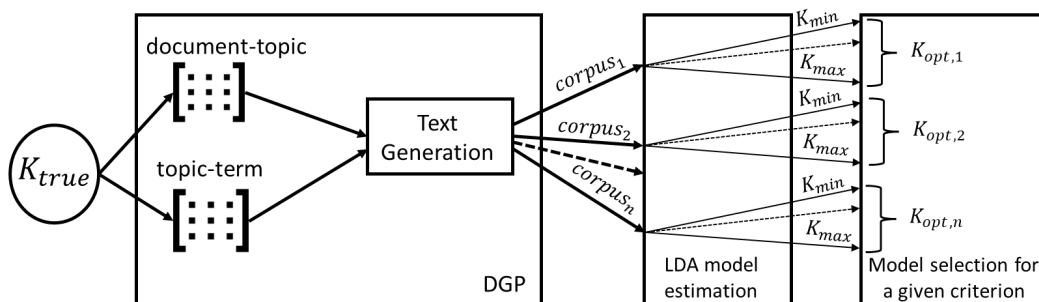 document-topic
K_true
topic-term
Text
Generation
DGP
corpus_1
corpus_2
corpus_n
LDA model
estimation
K_min
K_max
K_opt,1
K_min
K_max
K_opt,2
K_min
K_max
K_opt,n
Model selection for
a given criterion